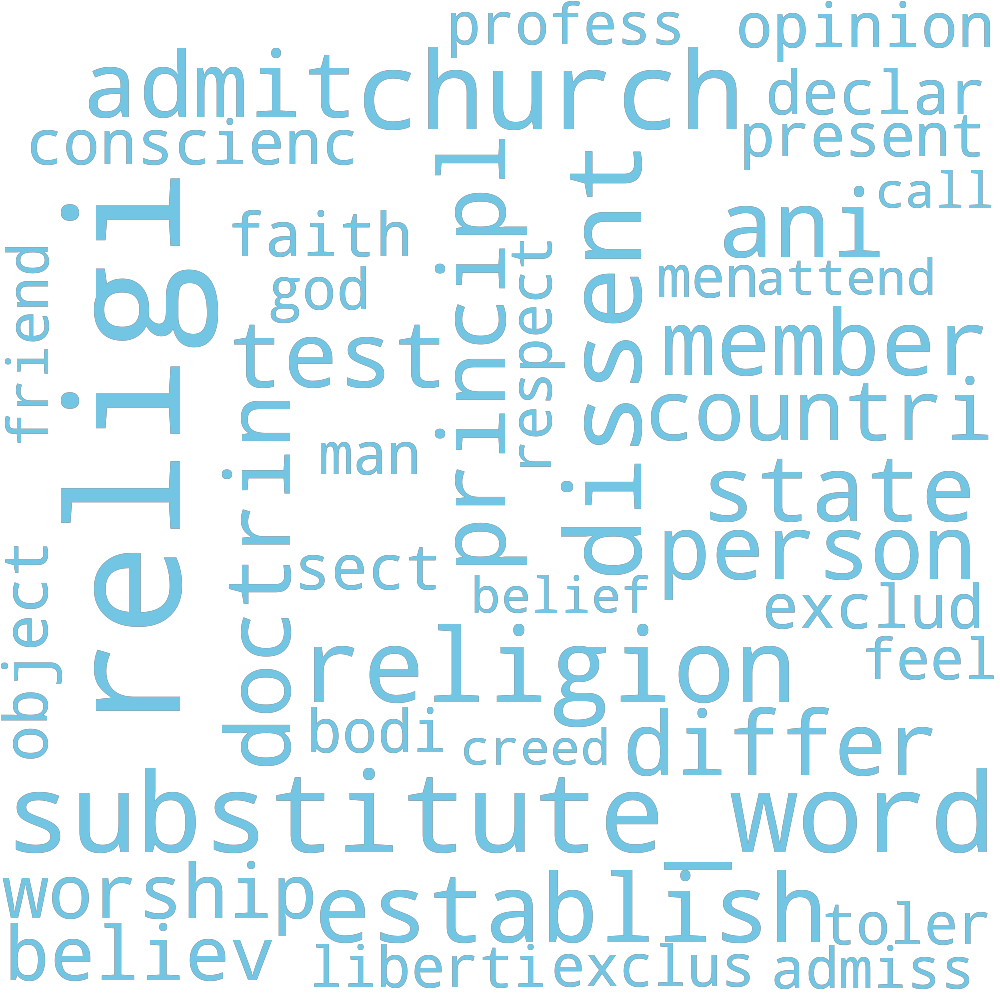 profess
opinion
admit
church
declar
conscienc
present
religi
principl
dissent
call
faith
ani
friend
respect
god
men
attend
test
member
doctrin
countri
man
state
object
sect
person
belief
exclud
religion
feel
bodi
creed
differ
substitute_word
worship
establish
toler
believ
liberti
exclus
admiss